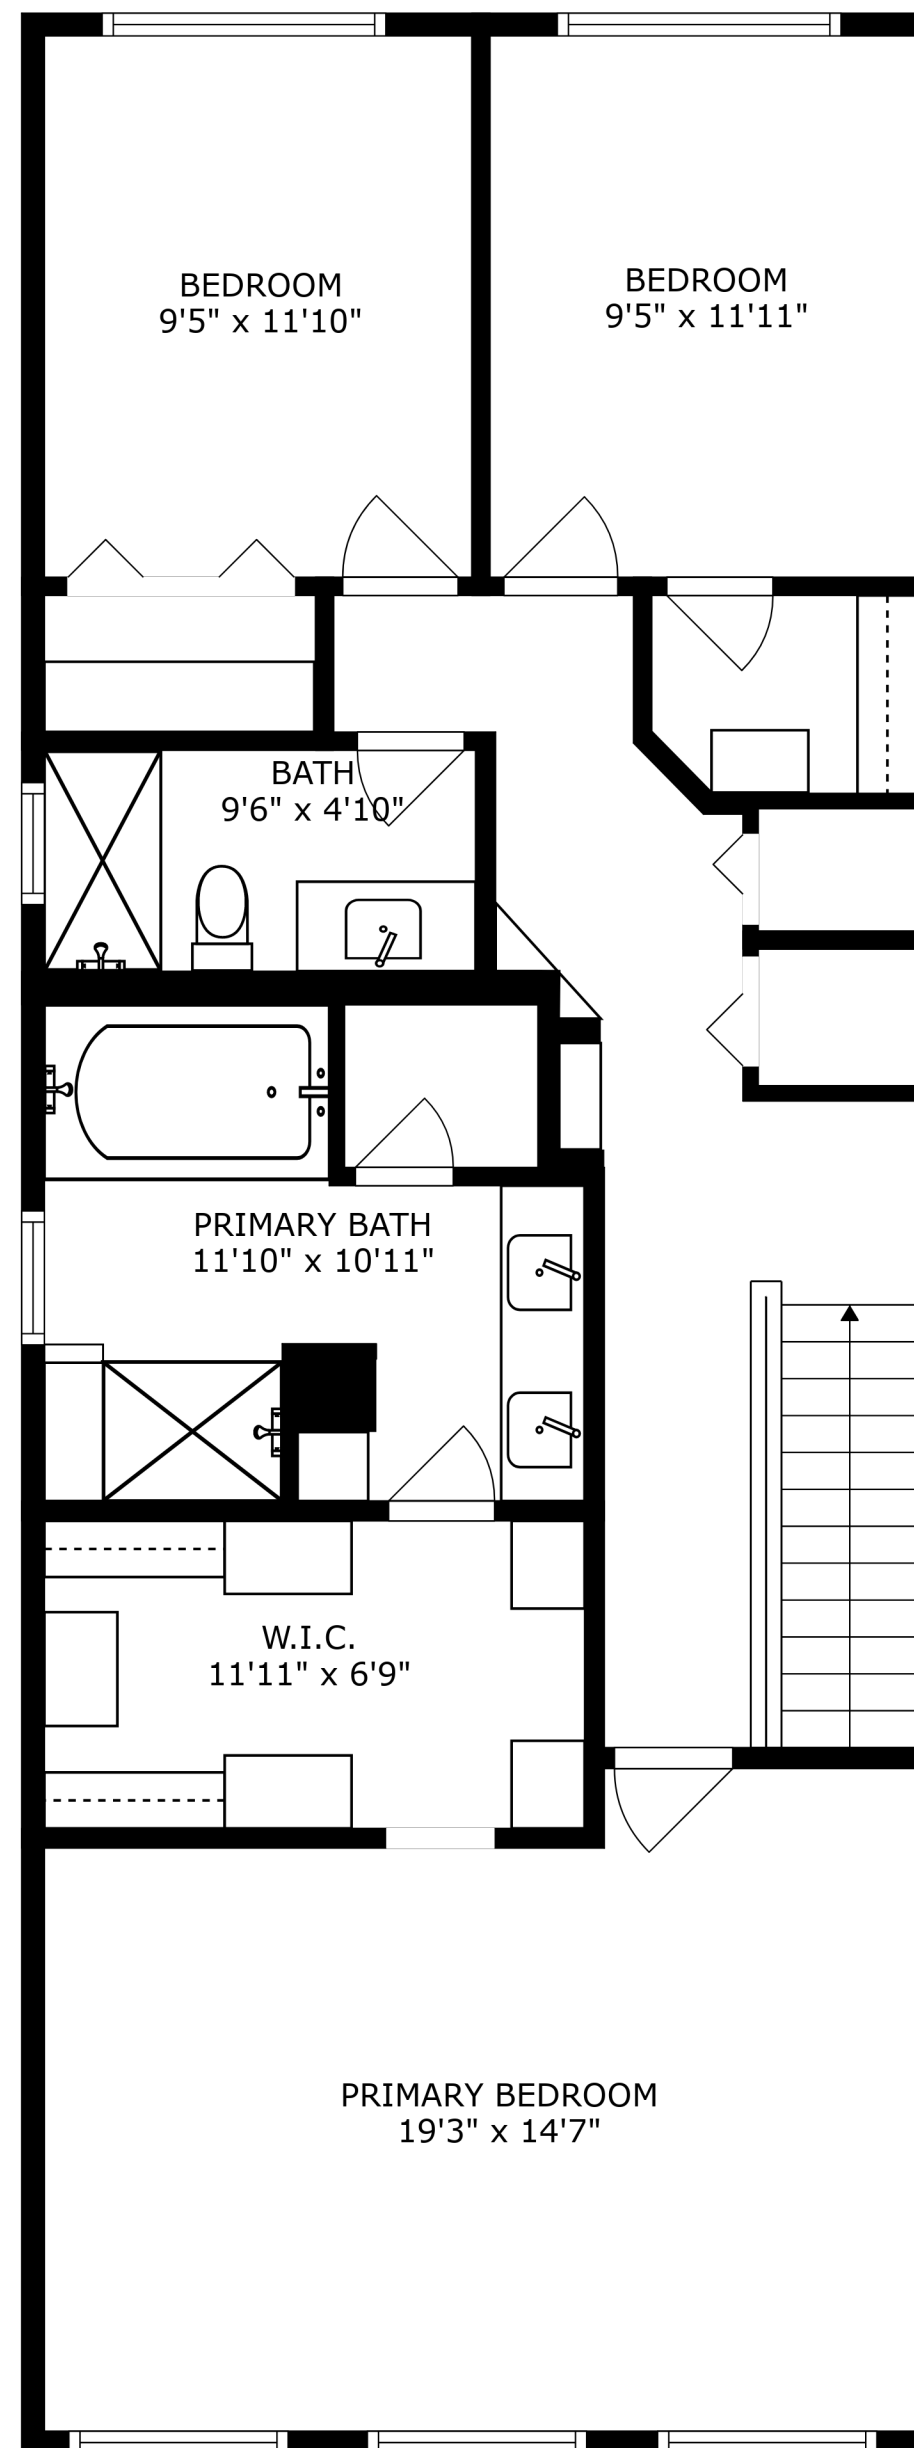 BEDROOM
9'5" x 11'10"
BEDROOM
9'5" x 11'11"
BATH
9'6" x 4'10"
PRIMARY BATH
11'10" x 10'11"
W.I.C.
11'11" x 6'9"
PRIMARY BEDROOM
19'3" x 14'7"